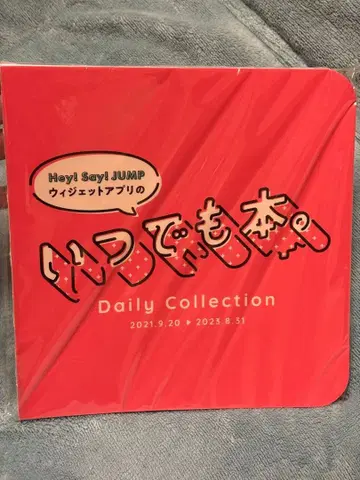 Hey! Say! JUMP
ウィジェットアプリの
いつでも本。
Daily Collection
2021.9.20 ▶ 2023.8.31